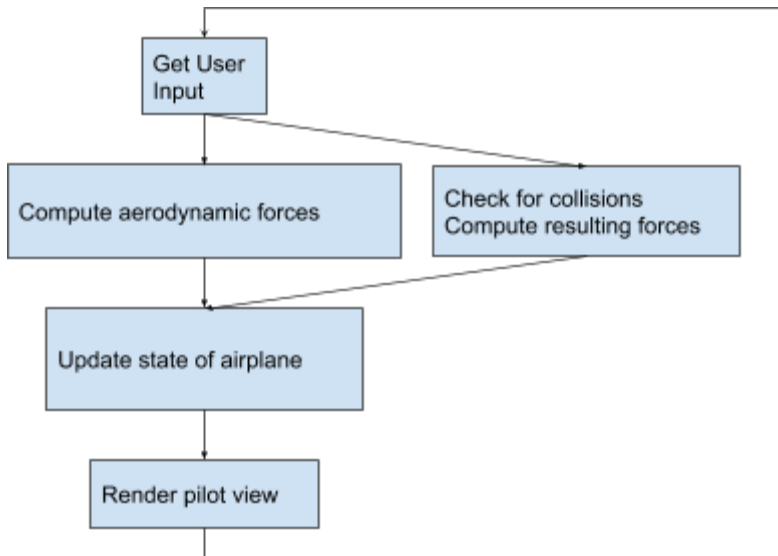 Get User
Input
Compute aerodynamic forces
Check for collisions
Compute resulting forces
Update state of airplane
Render pilot view